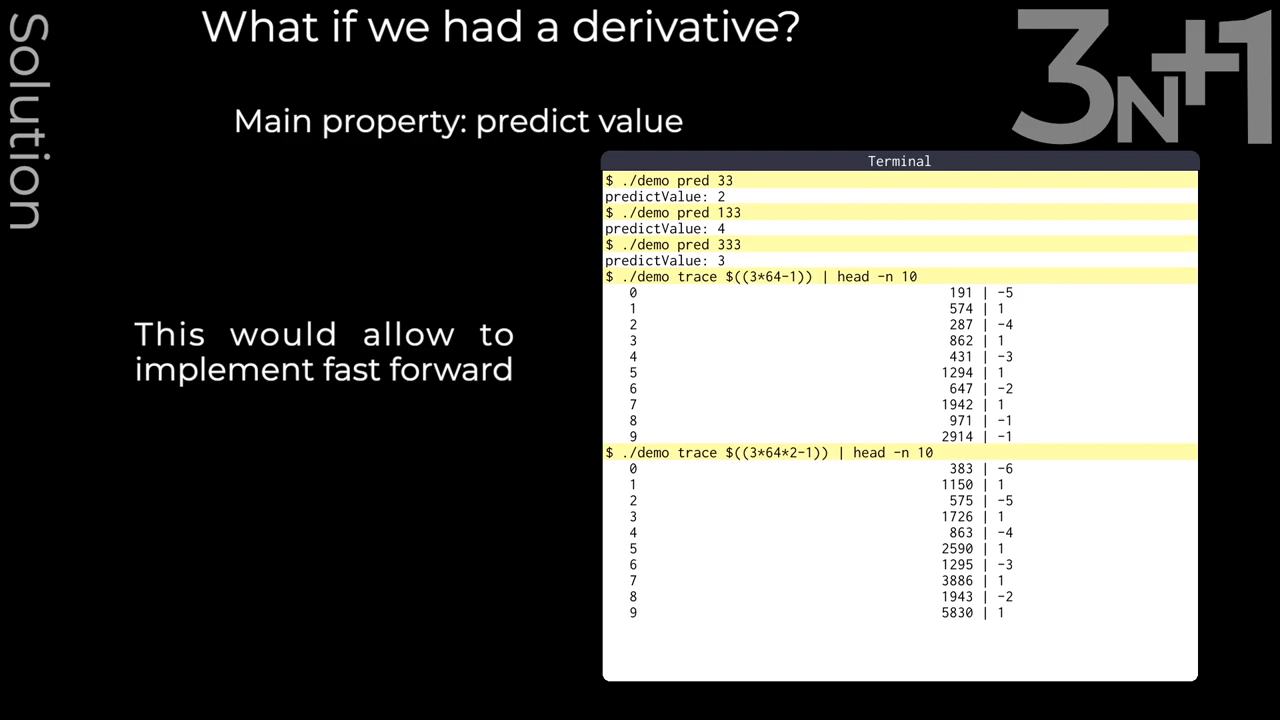 Solution
What if we had a derivative?
3N+1
Main property: predict value
This would allow to
implement fast forward
Terminal
$ ./demo pred 33
predictValue: 2
$ ./demo pred 133
predictValue: 4
$ ./demo pred 333
predictValue: 3
$ ./demo trace $((3*64-1)) | head -n 10
0 191 | -5
1 574 | 1
2 287 | -4
3 862 | 1
4 431 | -3
5 1294 | 1
6 647 | -2
7 1942 | 1
8 971 | -1
9 2914 | -1
$ ./demo trace $((3*64*2-1)) | head -n 10
0 383 | -6
1 1150 | 1
2 575 | -5
3 1726 | 1
4 863 | -4
5 2590 | 1
6 1295 | -3
7 3886 | 1
8 1943 | -2
9 5830 | 1